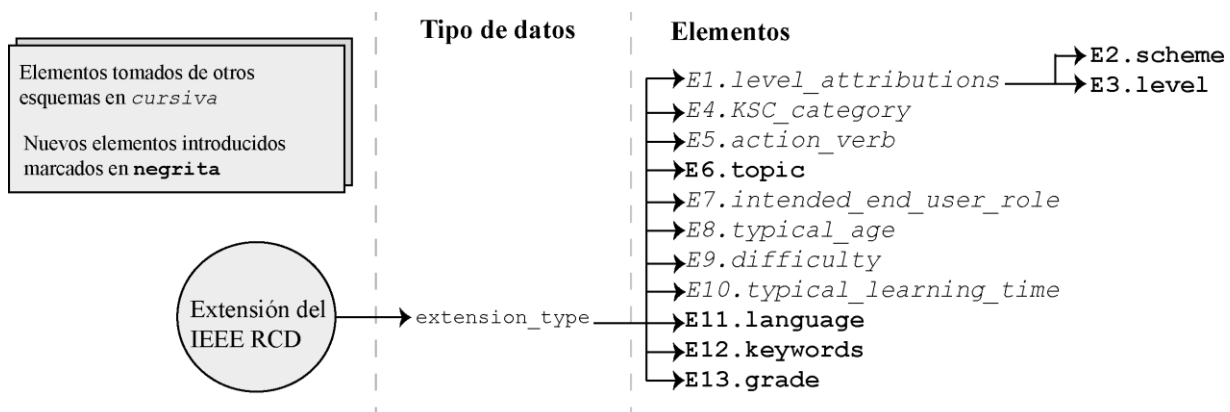 Tipo de datos
Elementos
Elementos tomados de otros
esquemas en cursiva
Nuevos elementos introducidos
marcados en negrita
Extensión del
IEEE RCD
extension_type
E1.level_attributions
E2.scheme
E3.level
E4.KSC_category
E5.action_verb
E6.topic
E7.intended_end_user_role
E8.typical_age
E9.difficulty
E10.typical_learning_time
E11.language
E12.keywords
E13.grade